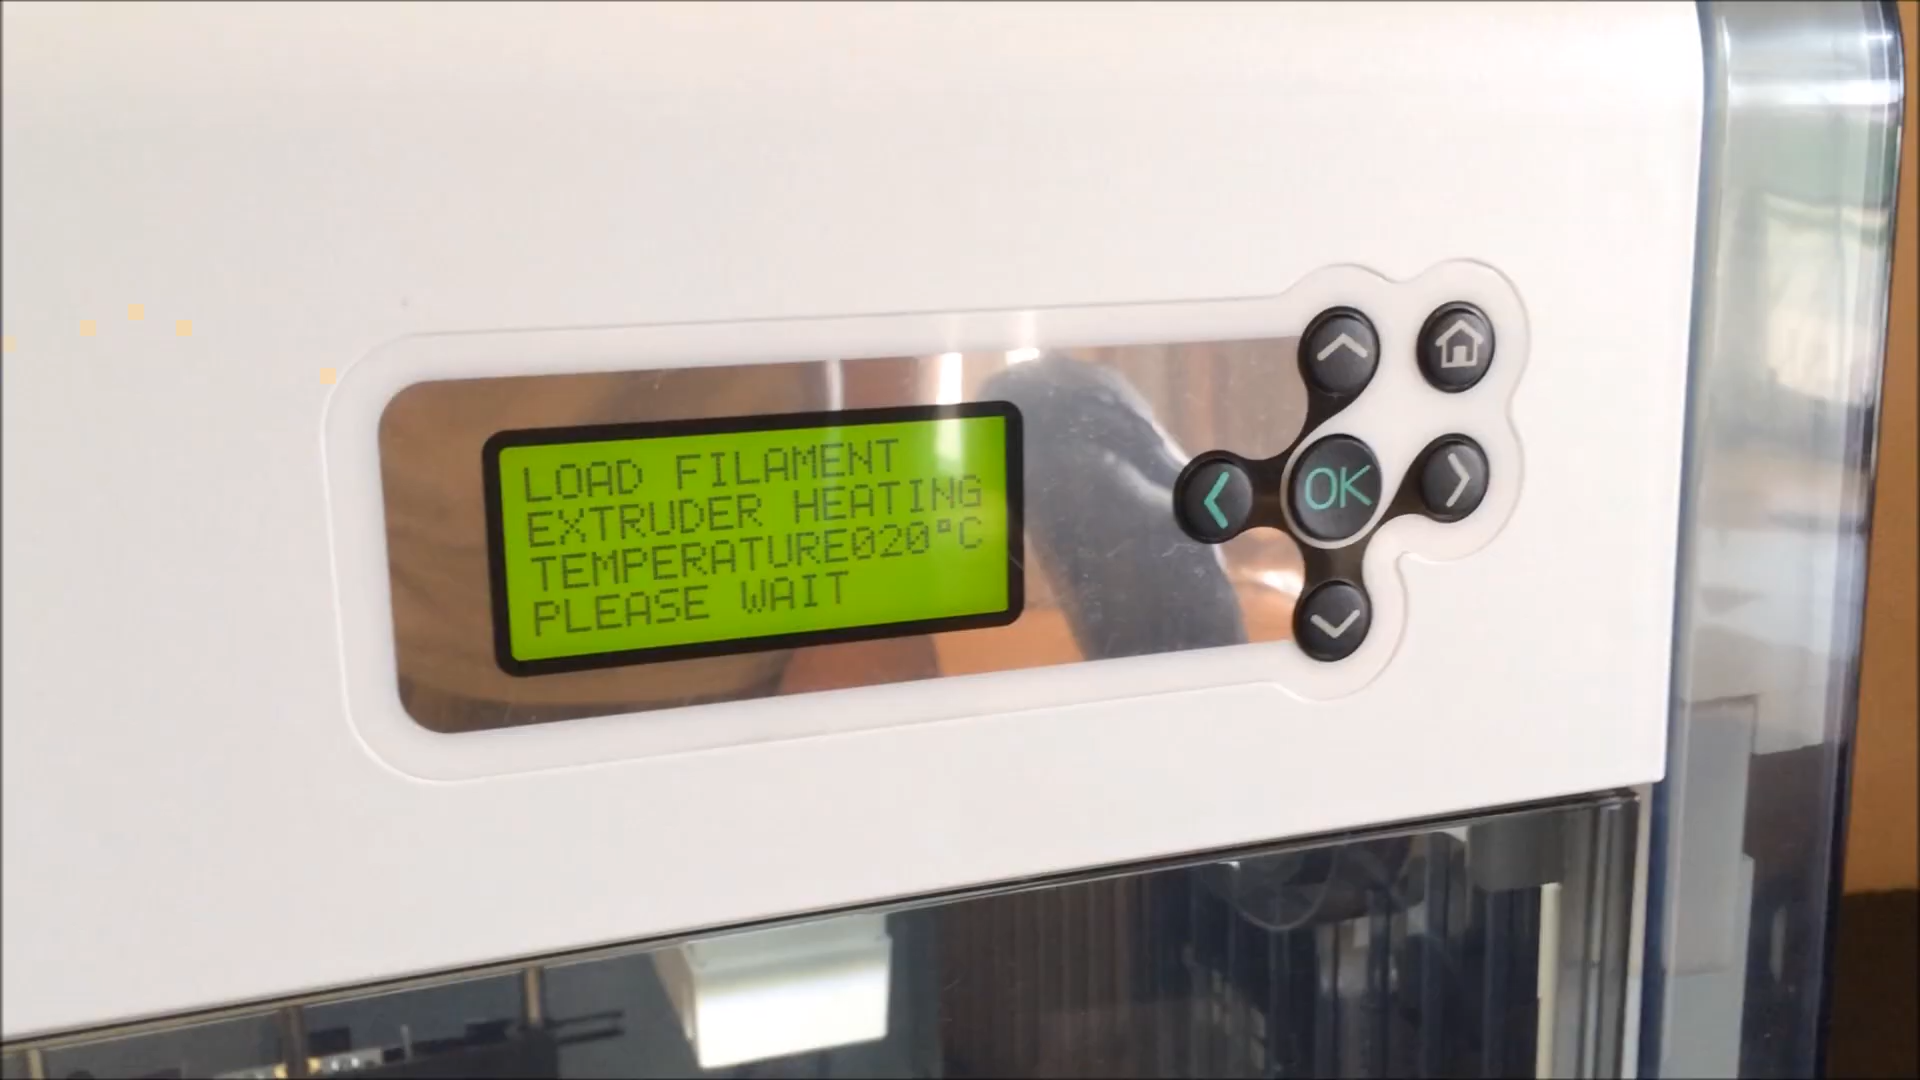 LOAD FILAMENT
EXTRUDER HEATING
TEMPERATURE020°C
PLEASE WAIT
OK